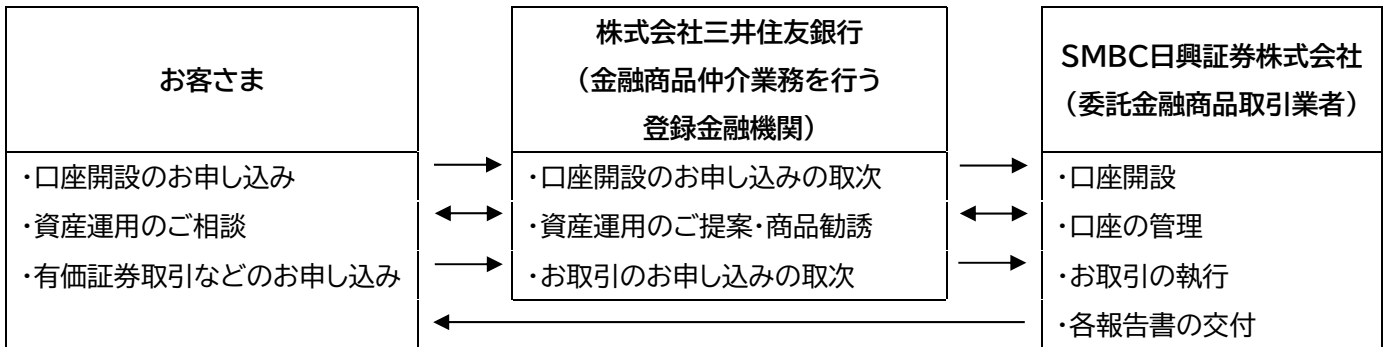 お客さま
株式会社三井住友銀行
（金融商品仲介業務を行う
登録金融機関）
SMBC日興証券株式会社
（委託金融商品取引業者）
・口座開設のお申し込み
・資産運用のご相談
・有価証券取引などのお申し込み
・口座開設のお申し込みの取次
・資産運用のご提案・商品勧誘
・お取引のお申し込みの取次
・口座開設
・口座の管理
・お取引の執行
・各報告書の交付